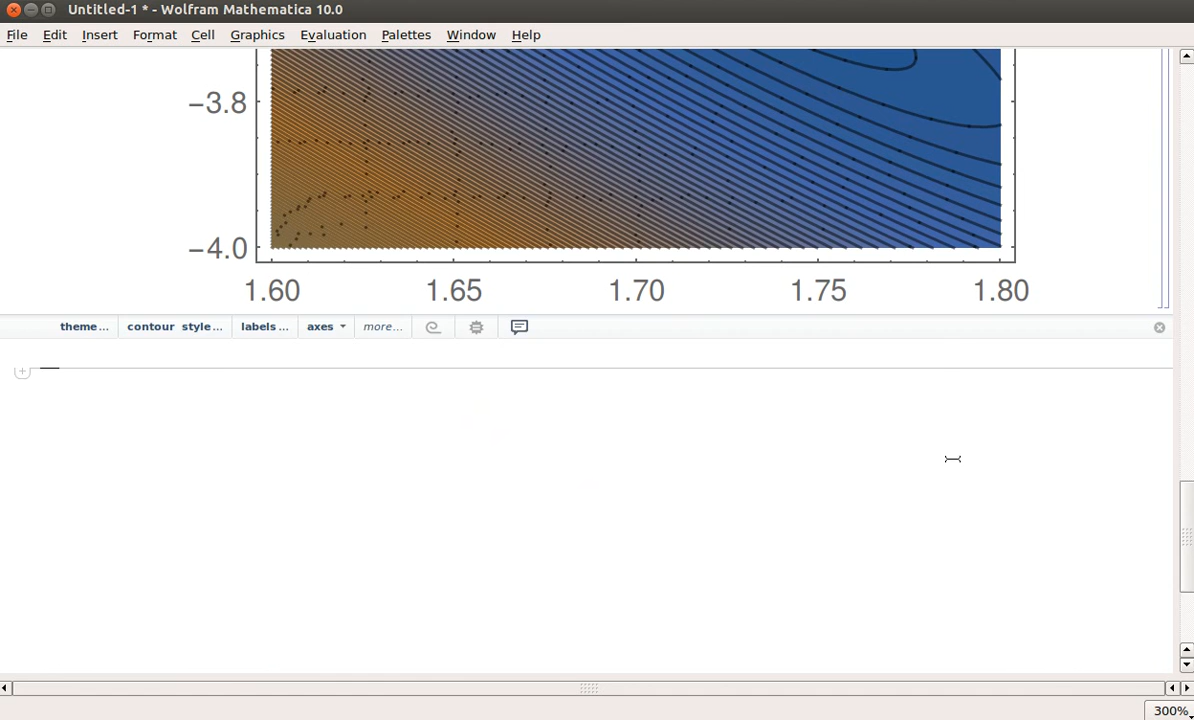 Untitled-1 * - Wolfram Mathematica 10.0
File Edit Insert Format Cell Graphics Evaluation Palettes Window Help
−3.8
−4.0
1.60 1.65 1.70 1.75 1.80
theme... contour style... labels... axes more...
300%